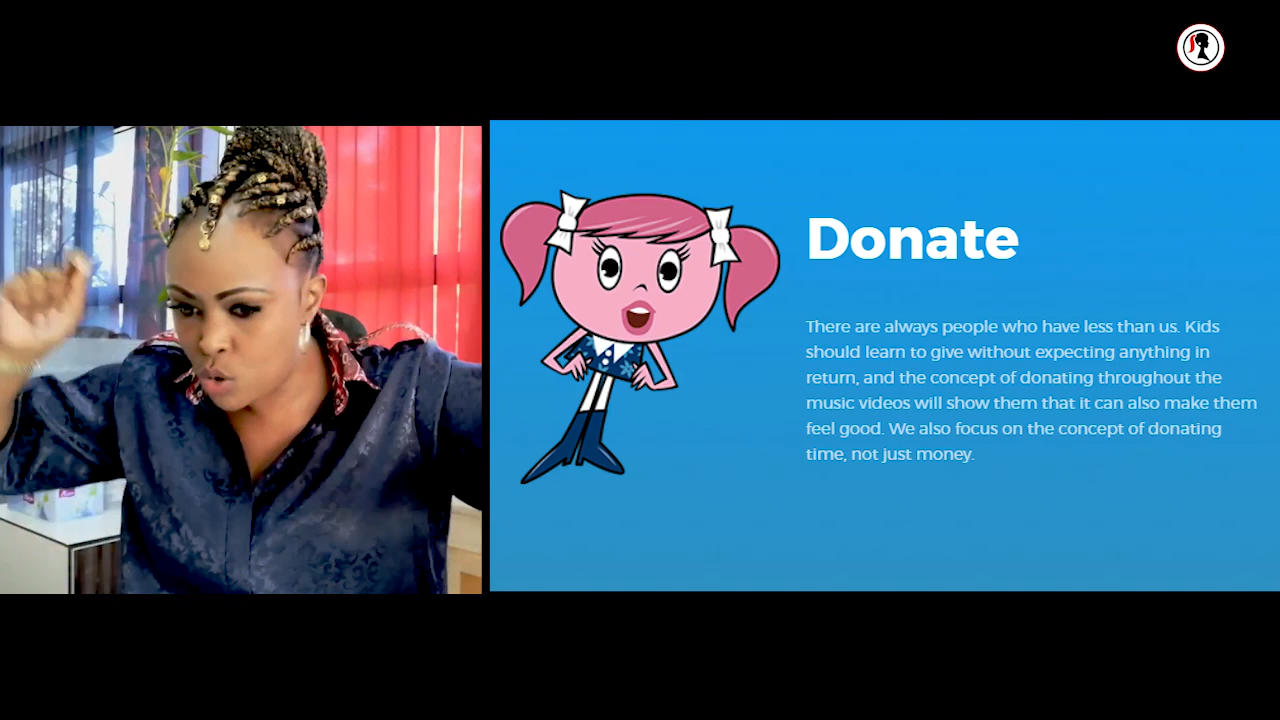 Donate
There are always people who have less than us. Kids
should learn to give without expecting anything in
return, and the concept of donating throughout the
music videos will show them that it can also make them
feel good. We also focus on the concept of donating
time, not just money.